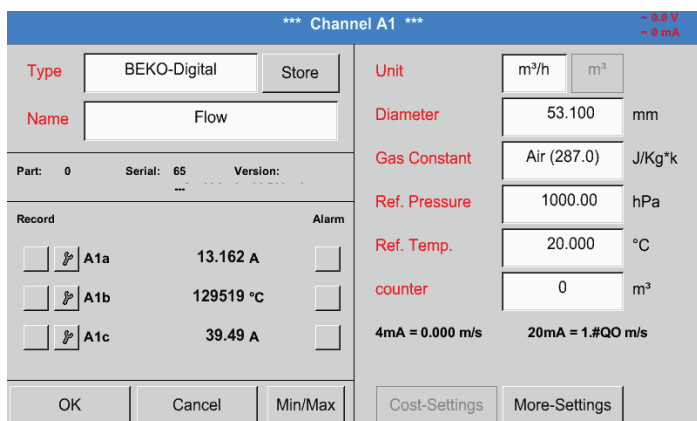 *** Channel A1 ***
~ 0.0 V
~ 0 mA
Type BEKO-Digital Store
Name Flow
Part: 0 Serial: 65 Version:
---
Record Alarm
A1a 13.162 A
A1b 129519 °C
A1c 39.49 A
OK Cancel Min/Max
Unit m³/h m³
Diameter 53.100 mm
Gas Constant Air (287.0) J/Kg*k
Ref. Pressure 1000.00 hPa
Ref. Temp. 20.000 °C
counter 0 m³
4mA = 0.000 m/s 20mA = 1.#QO m/s
Cost-Settings More-Settings